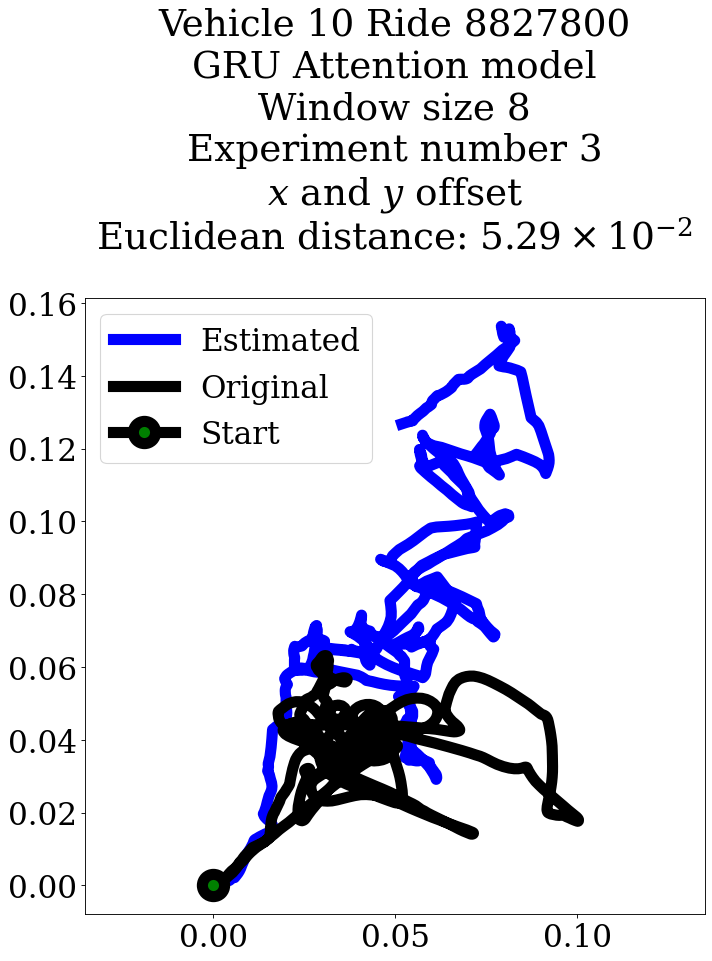 Vehicle 10 Ride 8827800
GRU Attention model
Window size 8
Experiment number 3
x and y offset
Euclidean distance: 5.29 × 10⁻²
0.16
0.14
0.12
0.10
0.08
0.06
0.04
0.02
0.00
Estimated
Original
Start
0.00 0.05 0.10